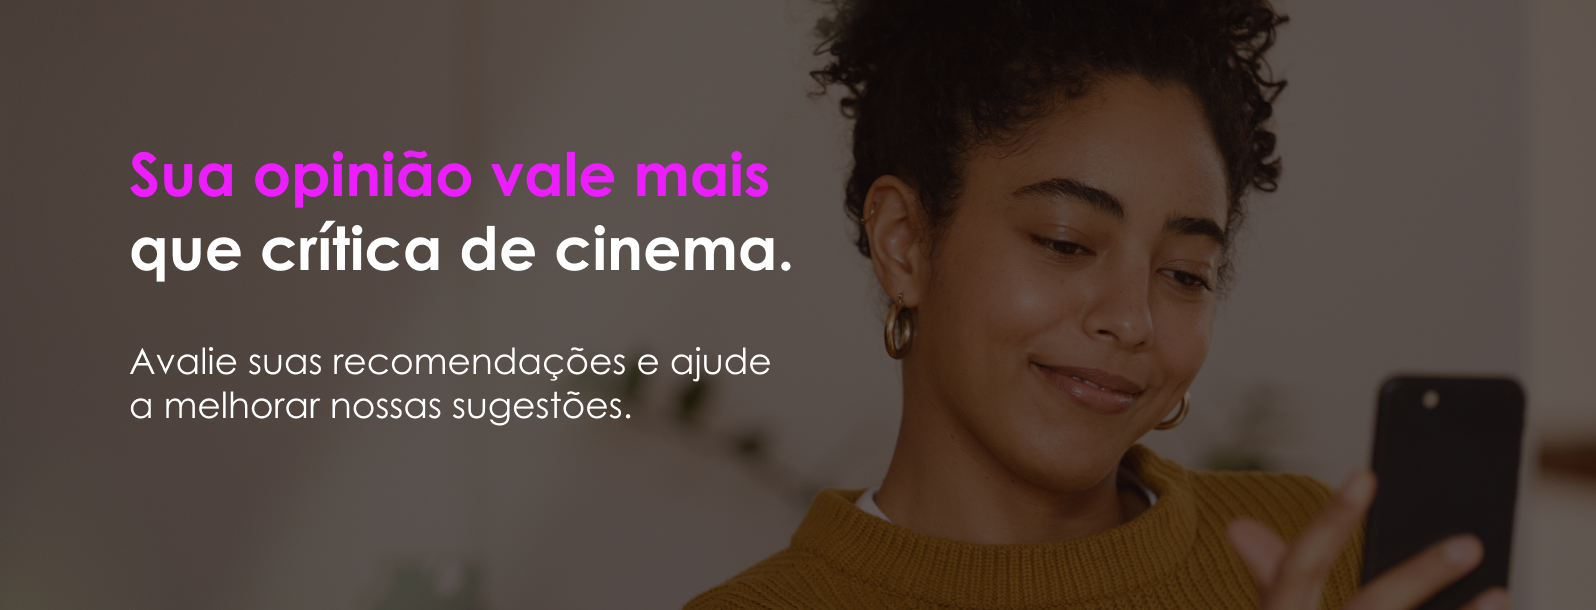 Sua opinião vale mais
que crítica de cinema.
Avalie suas recomendações e ajude
a melhorar nossas sugestões.